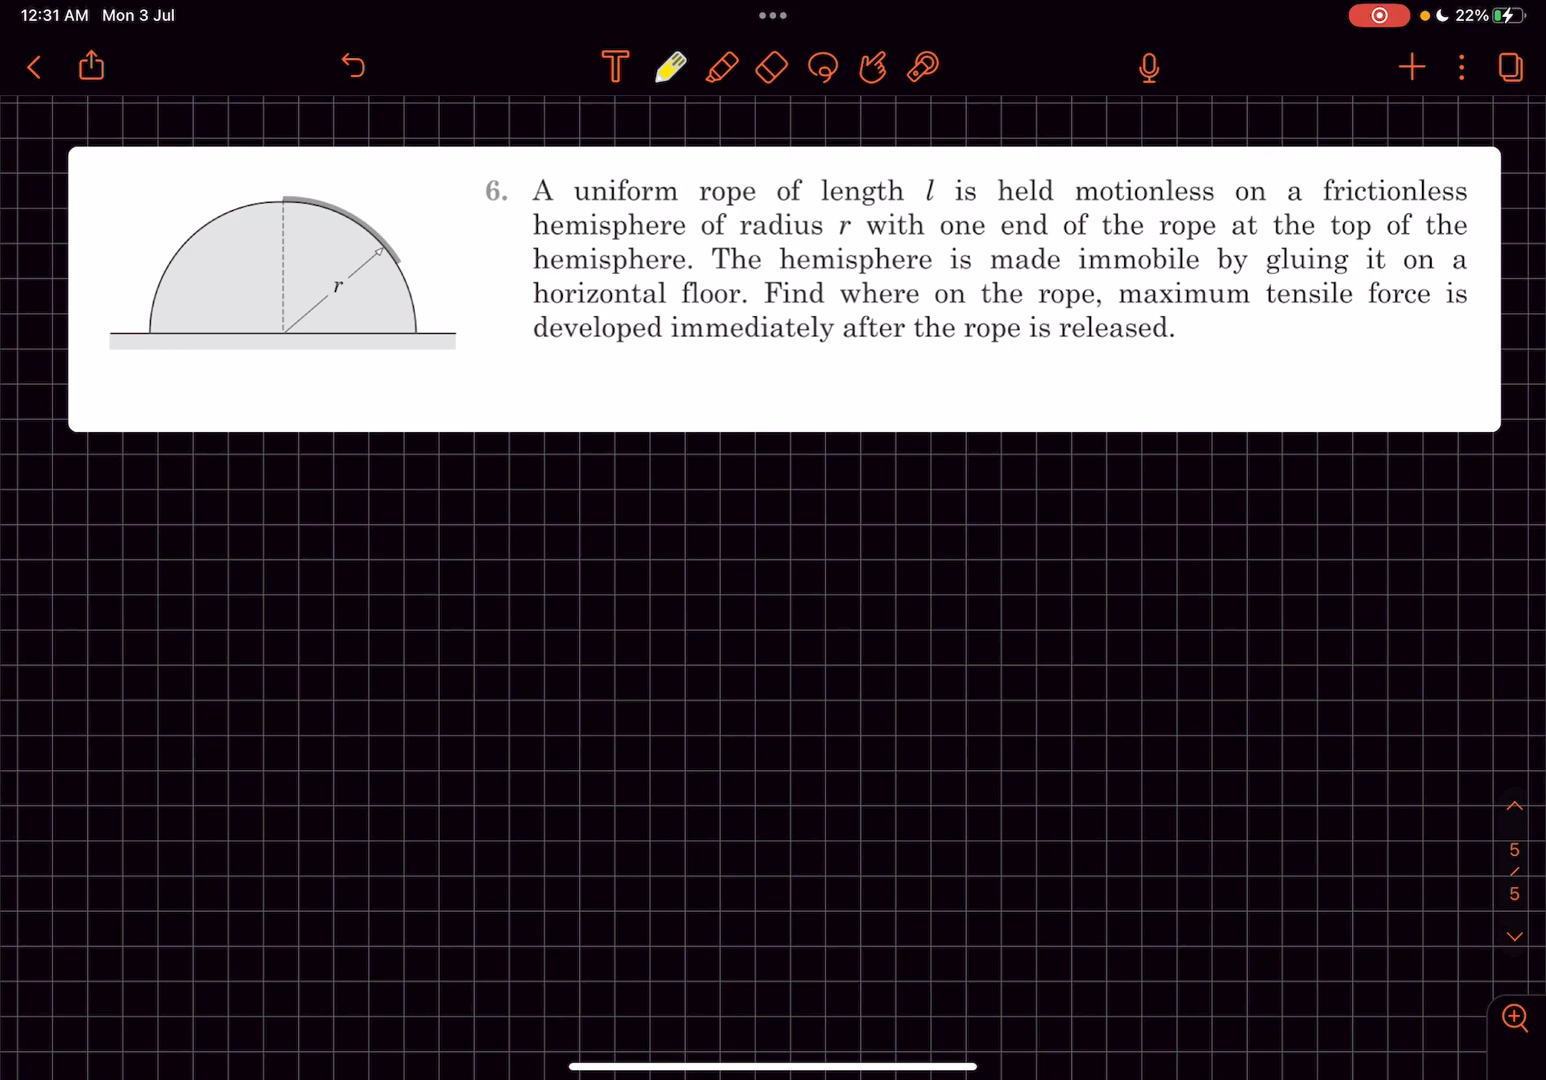 12:31 AM Mon 3 Jul
22%
T
6. A uniform rope of length l is held motionless on a frictionless
hemisphere of radius r with one end of the rope at the top of the
hemisphere. The hemisphere is made immobile by gluing it on a
horizontal floor. Find where on the rope, maximum tensile force is
developed immediately after the rope is released.
r
5
/
5